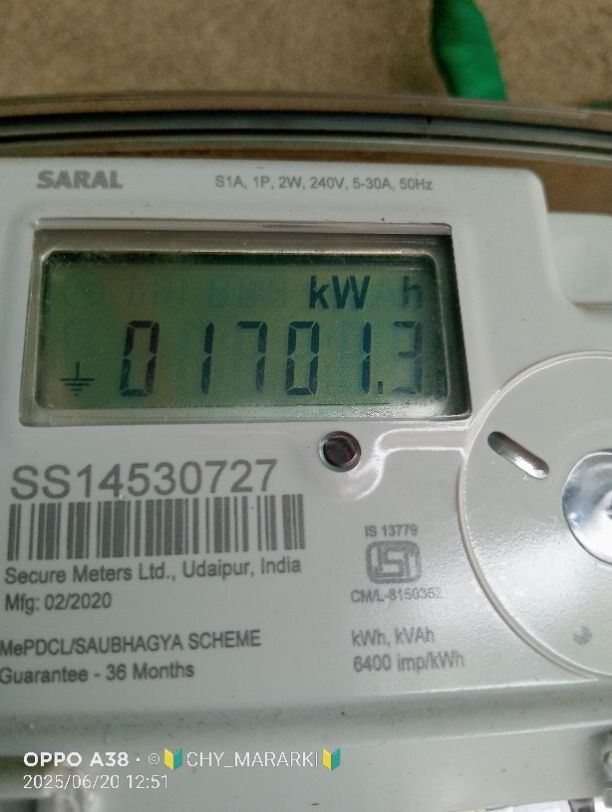 SARAL
S1A, 1P, 2W, 240V, 5-30A, 50Hz
kW h
01701.3
SS14530727
IS 13779
Secure Meters Ltd., Udaipur, India
CM/L-8150362
Mfg: 02/2020
MePDCL/SAUBHAGYA SCHEME
kWh, kVAh
Guarantee - 36 Months
6400 imp/kWh
OPPO A38 · ©🔰CHY_MARARKI🔰
2025/06/20 12:51